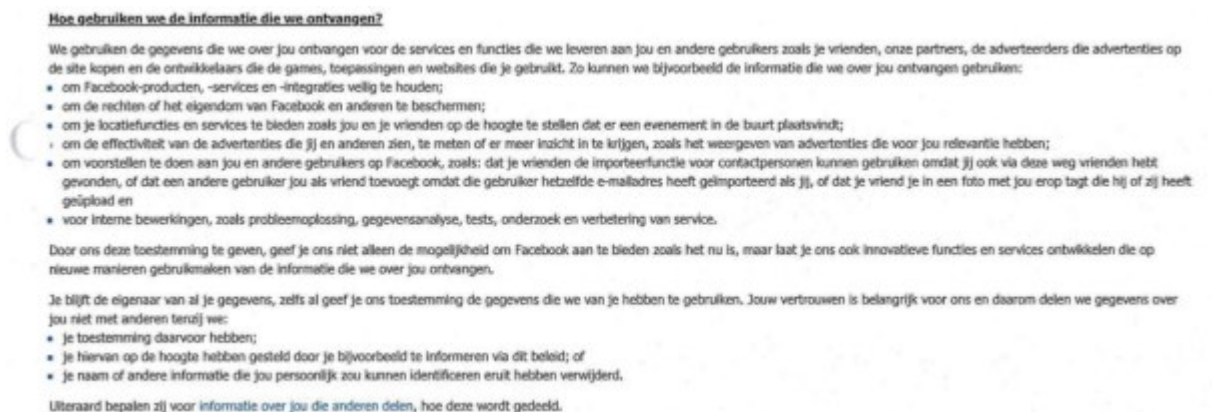 Hoe gebruiken we de informatie die we ontvangen?
We gebruiken de gegevens die we over jou ontvangen voor de services en functies die we leveren aan jou en andere gebruikers zoals je vrienden, onze partners, de adverteerders die advertenties op
de site kopen en de ontwikkelaars die de games, toepassingen en websites die je gebruikt. Zo kunnen we bijvoorbeeld de informatie die we over jou ontvangen gebruiken:
• om Facebook-producten, -services en -integraties veilig te houden;
• om de rechten of het eigendom van Facebook en anderen te beschermen;
• om je locatiefuncties en services te bieden zoals jou en je vrienden op de hoogte te stellen dat er een evenement in de buurt plaatsvindt;
• om de effectiviteit van de advertenties die jij en anderen zien, te meten of er meer inzicht in te krijgen, zoals het weergeven van advertenties die voor jou relevantie hebben;
• om voorstellen te doen aan jou en andere gebruikers op Facebook, zoals: dat je vrienden de importeerfunctie voor contactpersonen kunnen gebruiken omdat jij ook via deze weg vrienden hebt
gevonden, of dat een andere gebruiker jou als vriend toevoegt omdat die gebruiker hetzelfde e-mailadres heeft geïmporteerd als jij, of dat je vriend je in een foto met jou erop tagt die hij of zij heeft
geüpload en
• voor interne bewerkingen, zoals probleemoplossing, gegevensanalyse, tests, onderzoek en verbetering van service.
Door ons deze toestemming te geven, geef je ons niet alleen de mogelijkheid om Facebook aan te bieden zoals het nu is, maar laat je ons ook innovatieve functies en services ontwikkelen die op
nieuwe manieren gebruikmaken van de informatie die we over jou ontvangen.
Je blijft de eigenaar van al je gegevens, zelfs al geef je ons toestemming de gegevens die we van je hebben te gebruiken. Jouw vertrouwen is belangrijk voor ons en daarom delen we gegevens over
jou niet met anderen tenzij we:
• je toestemming daarvoor hebben;
• je hiervan op de hoogte hebben gesteld door je bijvoorbeeld te informeren via dit beleid; of
• je naam of andere informatie die jou persoonlijk zou kunnen identificeren eruit hebben verwijderd.
Uiteraard bepalen zij voor informatie over jou die anderen delen, hoe deze wordt gedeeld.